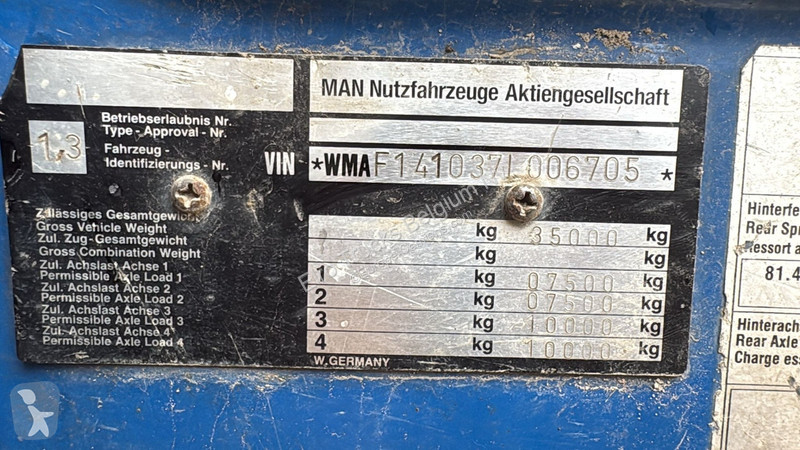 MAN Nutzfahrzeuge Aktiengesellschaft
Betriebserlaubnis Nr.
Type - Approval - Nr.
1.3
Fahrzeug -
Identifizierungs - Nr.
VIN *WMAF141037L006705 *
Zulässiges Gesamtgewicht
Gross Vehicle Weight
kg 35000 kg
Zul. Zug-Gesamtgewicht
Gross Combination Weight
kg kg
Zul. Achslast Achse 1
Permissible Axle Load 1
1 kg 07500 kg
Zul. Achslast Achse 2
Permissible Axle Load 2
2 kg 07500 kg
Zul. Achslast Achse 3
Permissible Axle Load 3
3 kg 10000 kg
Zul. Achslast Achse 4
Permissible Axle Load 4
4 kg 10000 kg
W. GERMANY
Hinterfe
Rear Spr
Ressort a
81.4
Hinterach
Rear Axle
Charge ess
Belgium